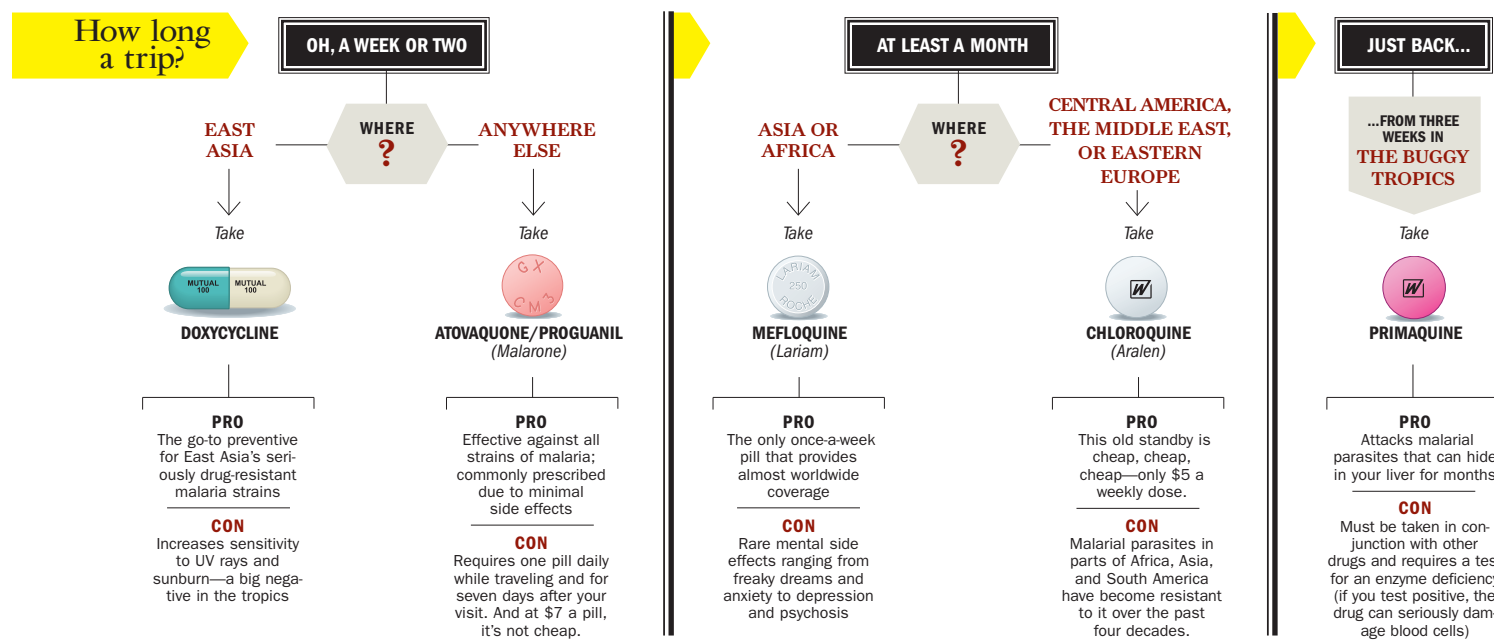 How long
a trip?
OH, A WEEK OR TWO
WHERE
?
EAST
ASIA
Take
MUTUAL
100
MUTUAL
100
DOXYCYCLINE
PRO
The go-to preventive
for East Asia's seri-
ously drug-resistant
malaria strains
CON
Increases sensitivity
to UV rays and
sunburn—a big nega-
tive in the tropics
ANYWHERE
ELSE
Take
GX
CM3
ATOVAQUONE/PROGUANIL
(Malarone)
PRO
Effective against all
strains of malaria;
commonly prescribed
due to minimal
side effects
CON
Requires one pill daily
while traveling and for
seven days after your
visit. And at $7 a pill,
it's not cheap.
AT LEAST A MONTH
WHERE
?
ASIA OR
AFRICA
Take
LARIAM
250
ROCHE
MEFLOQUINE
(Lariam)
PRO
The only once-a-week
pill that provides
almost worldwide
coverage
CON
Rare mental side
effects ranging from
freaky dreams and
anxiety to depression
and psychosis
CENTRAL AMERICA,
THE MIDDLE EAST,
OR EASTERN
EUROPE
Take
W
CHLOROQUINE
(Aralen)
PRO
This old standby is
cheap, cheap,
cheap—only $5 a
weekly dose.
CON
Malarial parasites in
parts of Africa, Asia,
and South America
have become resistant
to it over the past
four decades.
JUST BACK...
...FROM THREE
WEEKS IN
THE BUGGY
TROPICS
Take
W
PRIMAQUINE
PRO
Attacks malarial
parasites that can hide
in your liver for months
CON
Must be taken in con-
junction with other
drugs and requires a tes
for an enzyme deficiency
(if you test positive, the
drug can seriously dam-
age blood cells)